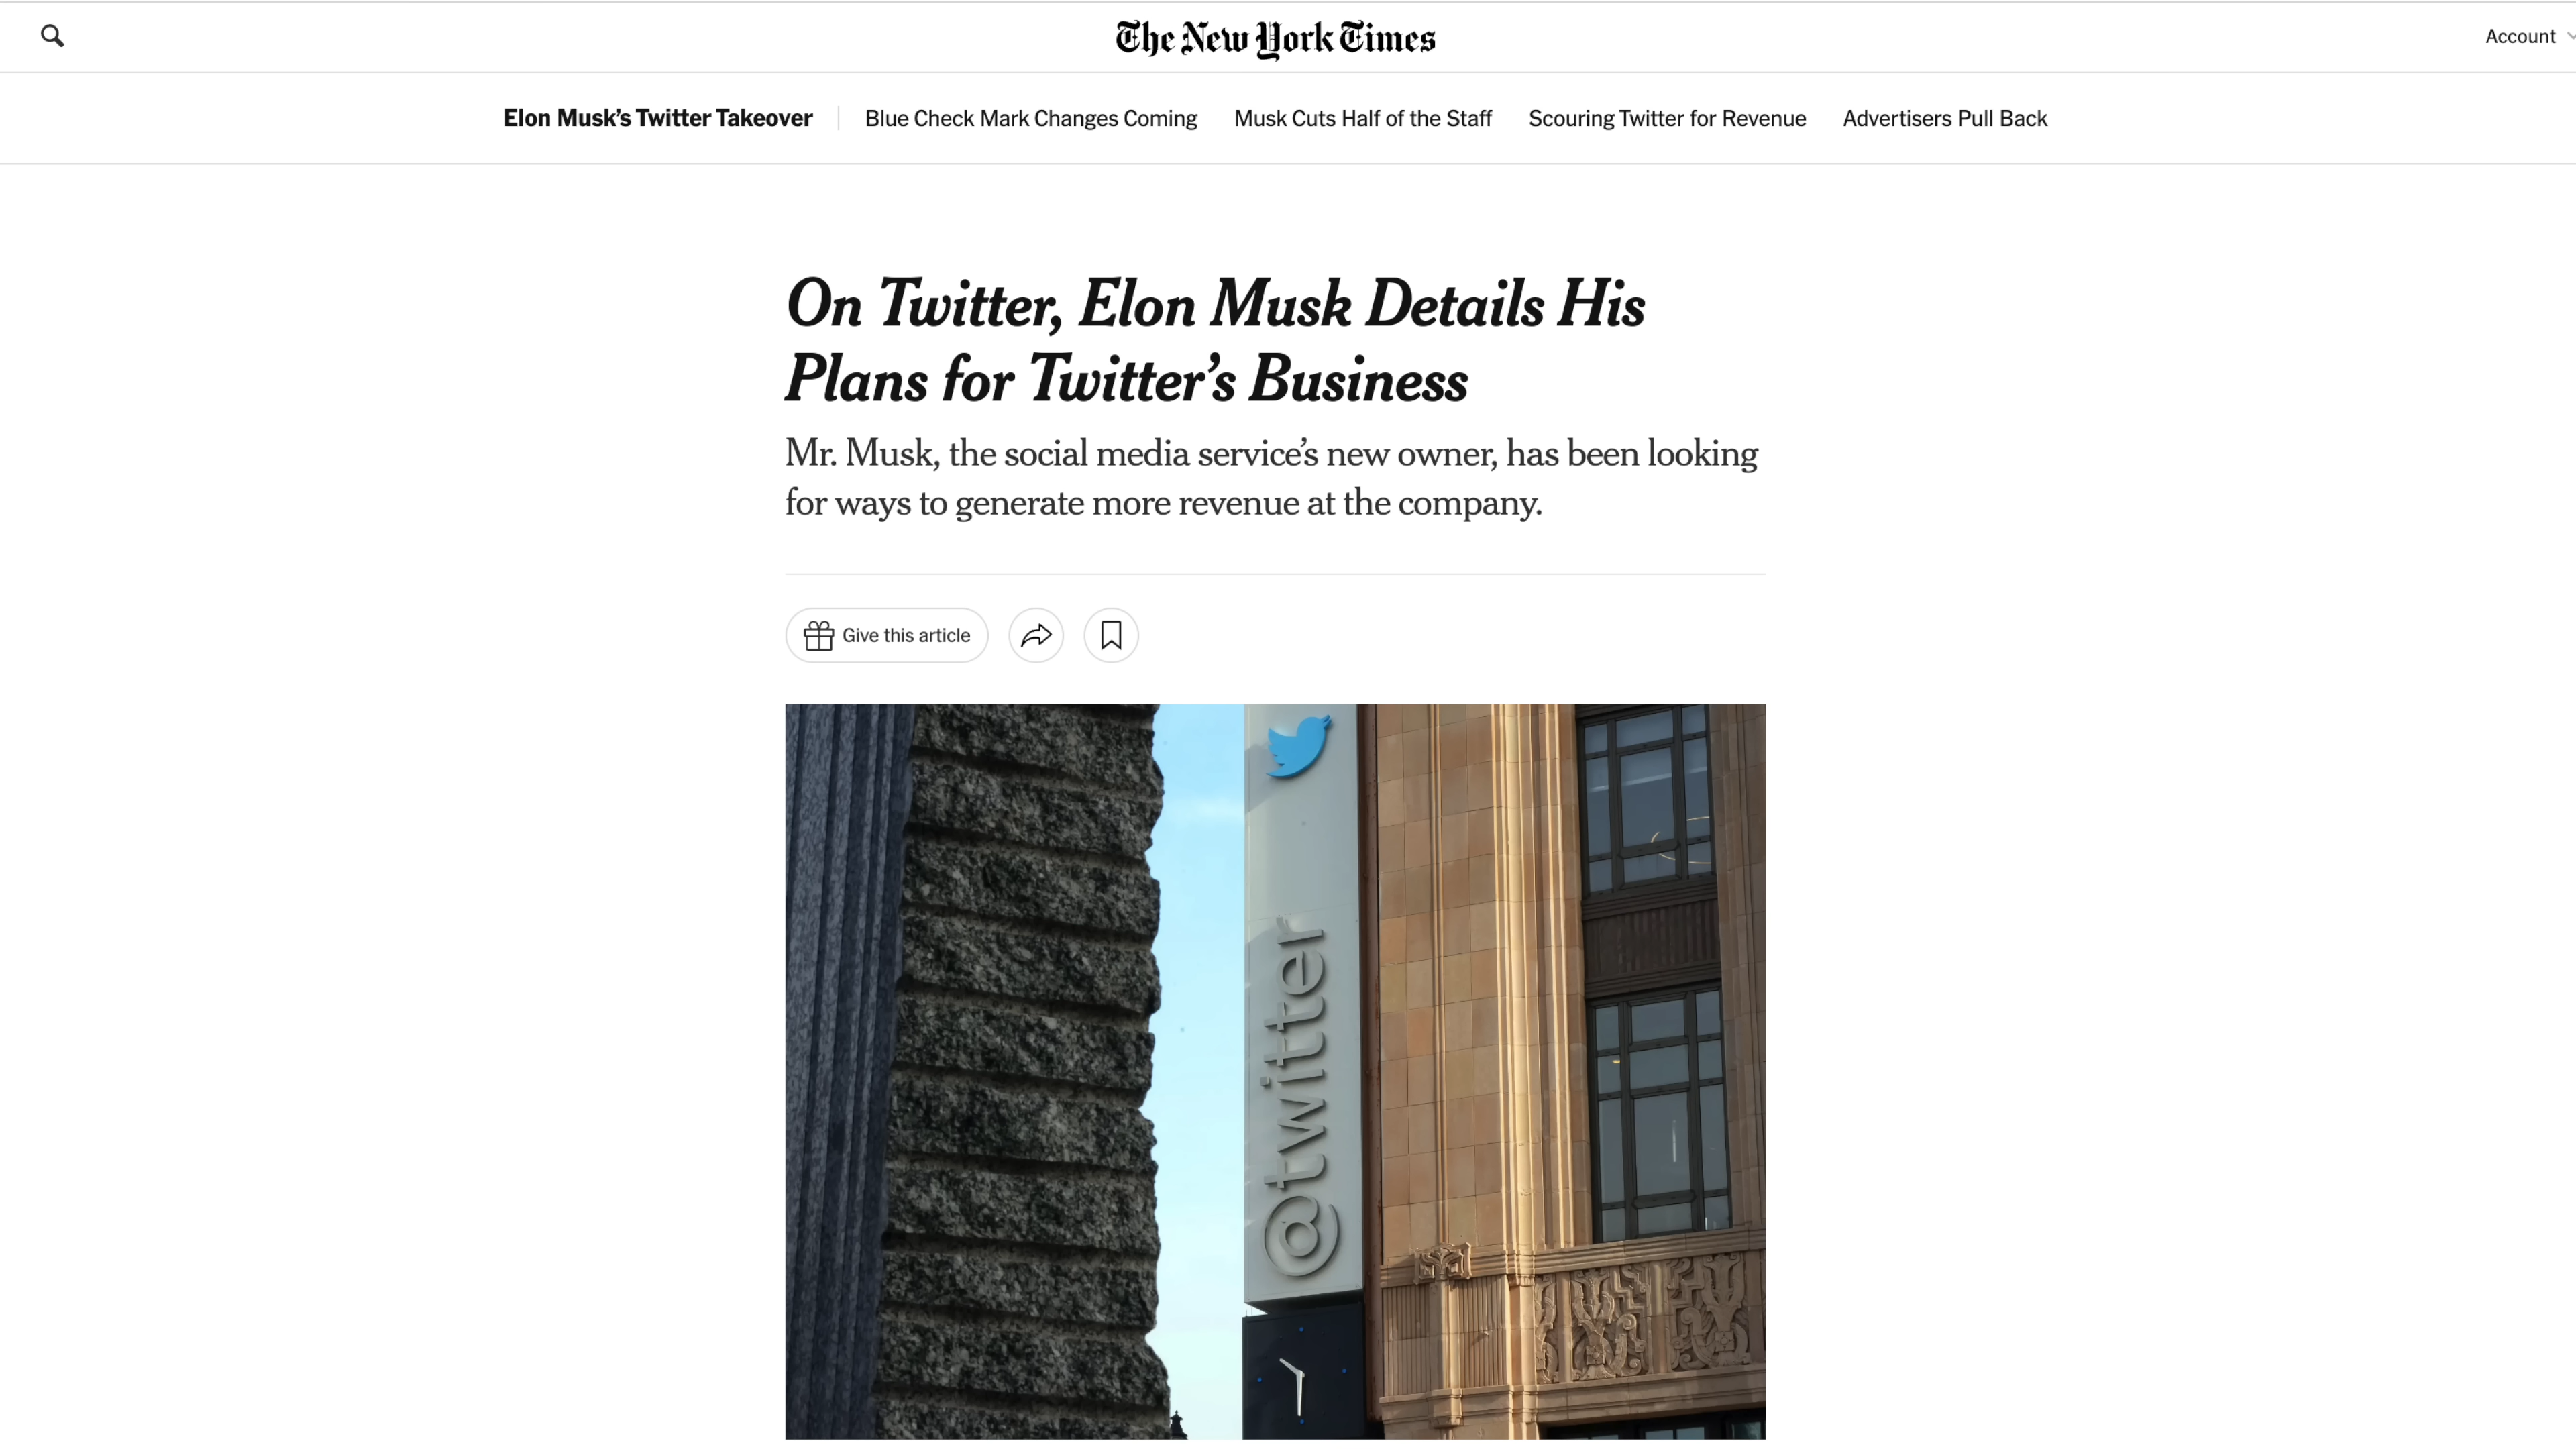 The New York Times
Account
Elon Musk’s Twitter Takeover
Blue Check Mark Changes Coming
Musk Cuts Half of the Staff
Scouring Twitter for Revenue
Advertisers Pull Back
On Twitter, Elon Musk Details His
Plans for Twitter’s Business
Mr. Musk, the social media service’s new owner, has been looking
for ways to generate more revenue at the company.
Give this article
@twitter